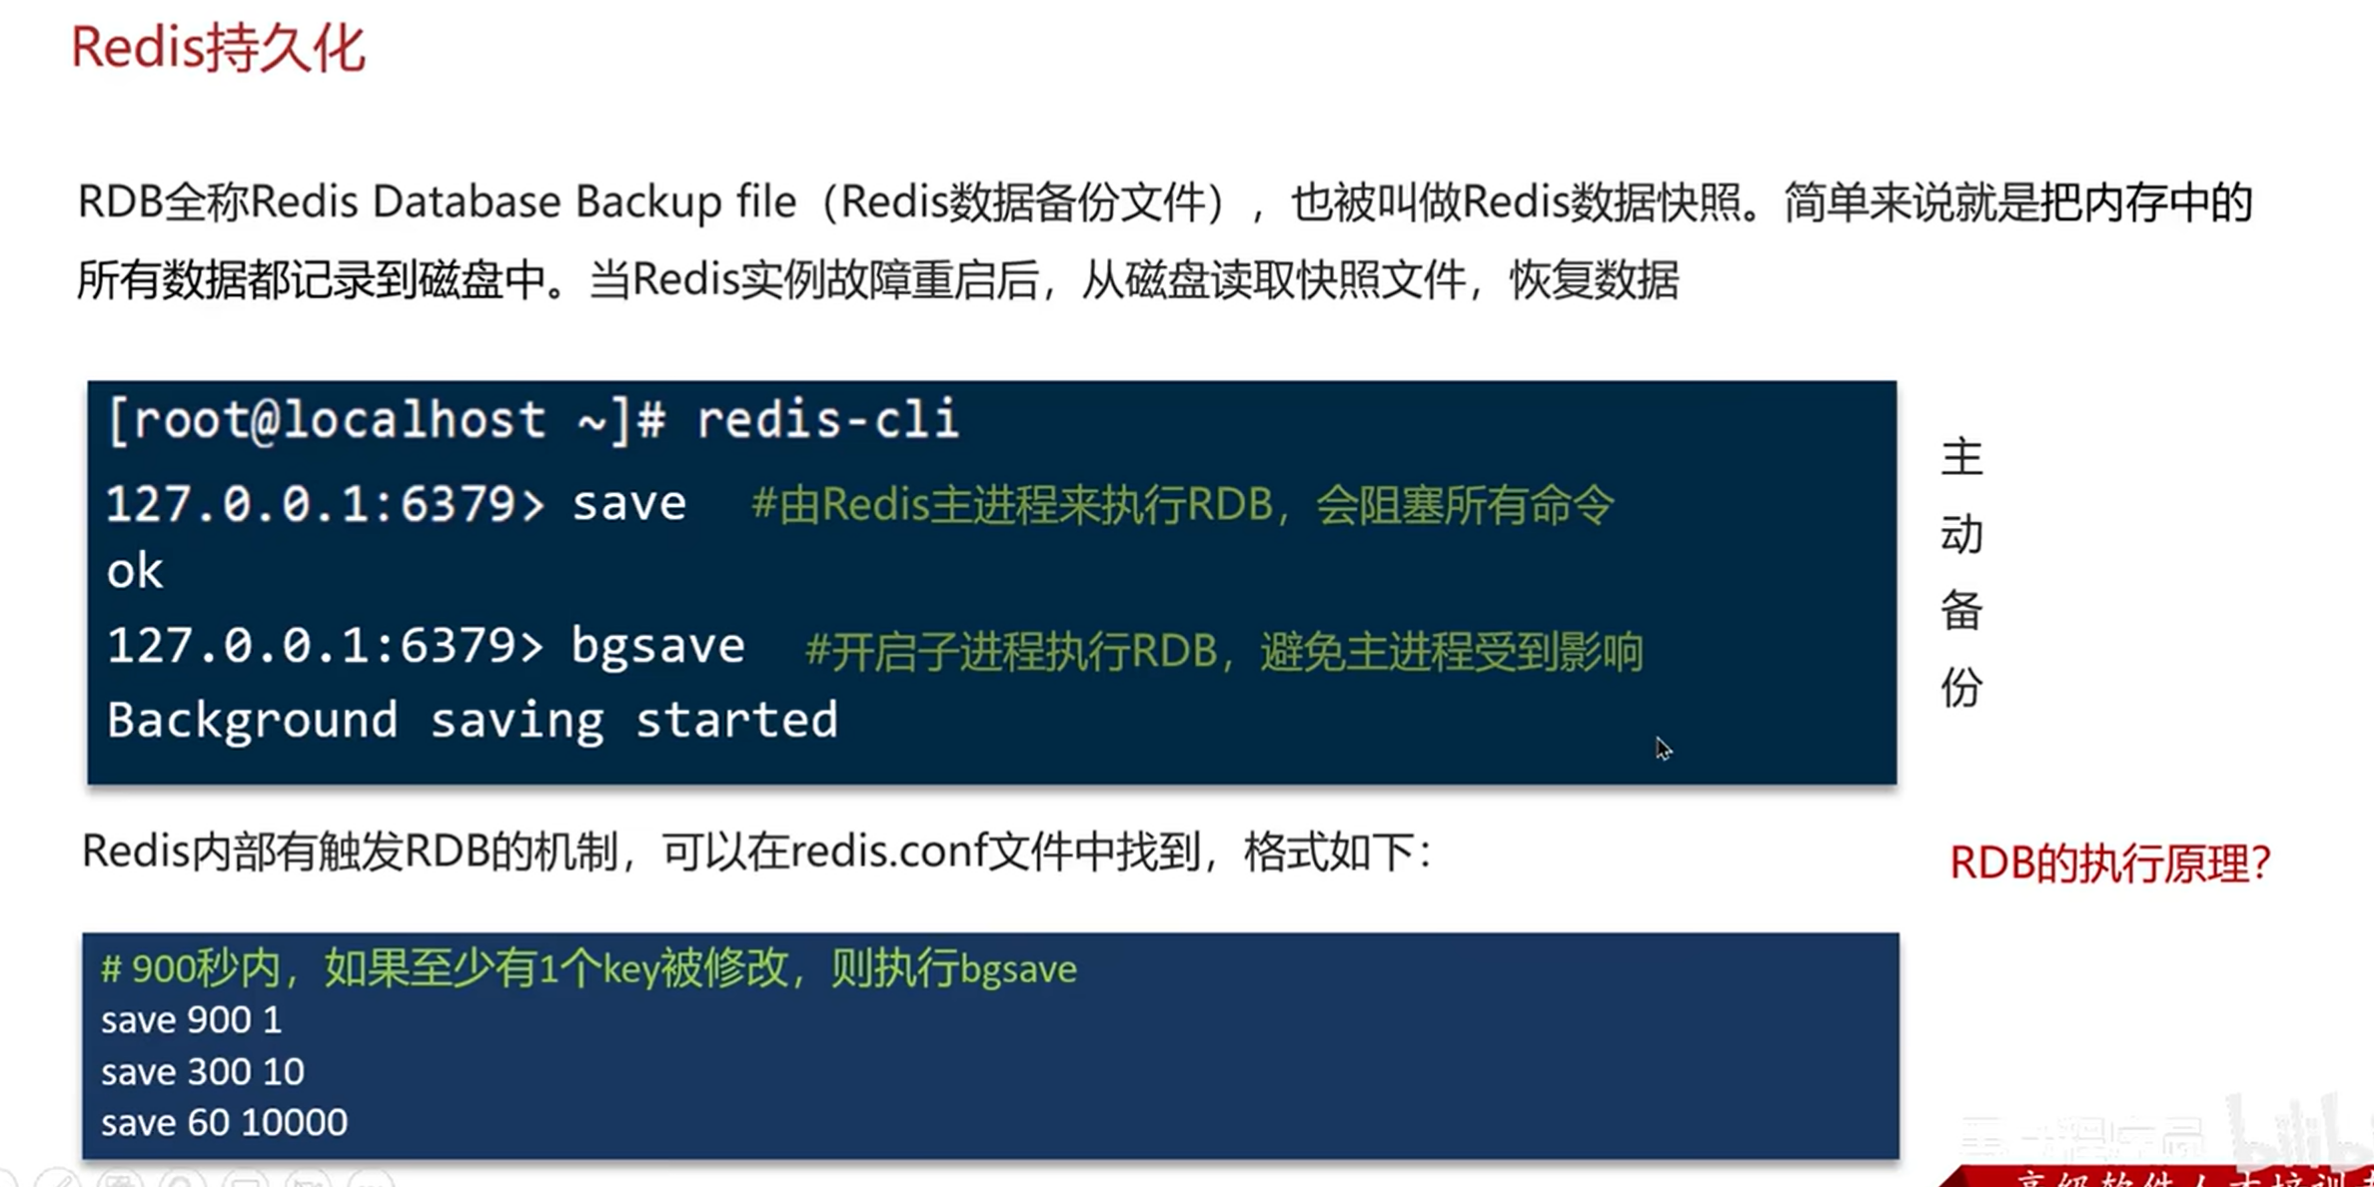 Redis持久化
RDB全称Redis Database Backup file（Redis数据备份文件），也被叫做Redis数据快照。简单来说就是把内存中的
所有数据都记录到磁盘中。当Redis实例故障重启后，从磁盘读取快照文件，恢复数据
[root@localhost ~]# redis-cli
127.0.0.1:6379> save #由Redis主进程来执行RDB，会阻塞所有命令
ok
127.0.0.1:6379> bgsave #开启子进程执行RDB，避免主进程受到影响
Background saving started
主
动
备
份
Redis内部有触发RDB的机制，可以在redis.conf文件中找到，格式如下：
RDB的执行原理？
# 900秒内，如果至少有1个key被修改，则执行bgsave
save 900 1
save 300 10
save 60 10000
高级软件人才培训